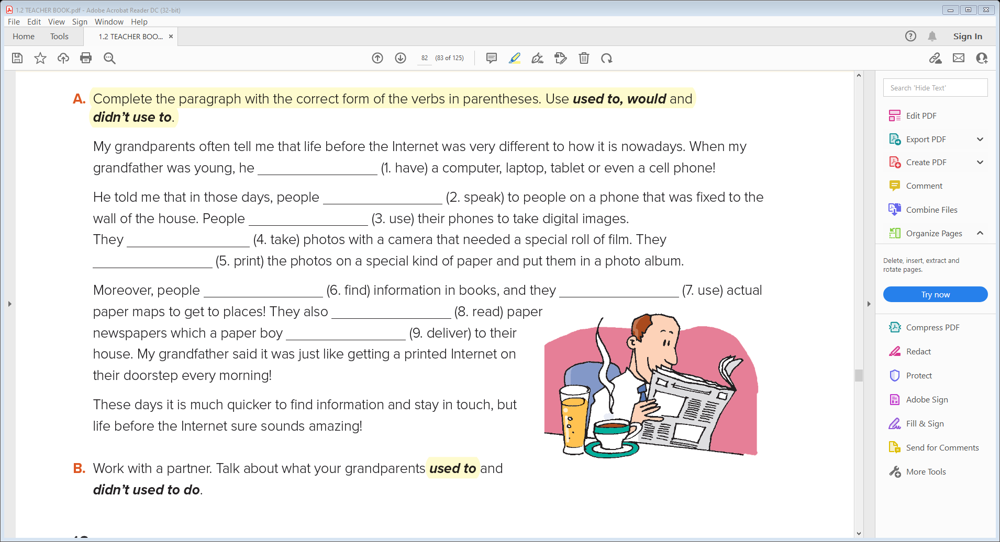 1.2 TEACHER BOOK.pdf - Adobe Acrobat Reader DC (32-bit)
File Edit View Sign Window Help
Home Tools 1.2 TEACHER BOO... × Sign In
82 (83 of 125)
A. Complete the paragraph with the correct form of the verbs in parentheses. Use used to, would and
didn't use to.
My grandparents often tell me that life before the Internet was very different to how it is nowadays. When my
grandfather was young, he ________________ (1. have) a computer, laptop, tablet or even a cell phone!
He told me that in those days, people ________________ (2. speak) to people on a phone that was fixed to the
wall of the house. People ________________ (3. use) their phones to take digital images.
They ________________ (4. take) photos with a camera that needed a special roll of film. They
________________ (5. print) the photos on a special kind of paper and put them in a photo album.
Moreover, people ________________ (6. find) information in books, and they ________________ (7. use) actual
paper maps to get to places! They also ________________ (8. read) paper
newspapers which a paper boy ________________ (9. deliver) to their
house. My grandfather said it was just like getting a printed Internet on
their doorstep every morning!
These days it is much quicker to find information and stay in touch, but
life before the Internet sure sounds amazing!
B. Work with a partner. Talk about what your grandparents used to and
didn't used to do.
Search 'Hide Text'
Edit PDF
Export PDF
Create PDF
Comment
Combine Files
Organize Pages
Delete, insert, extract and
rotate pages.
Try now
Compress PDF
Redact
Protect
Adobe Sign
Fill & Sign
Send for Comments
More Tools